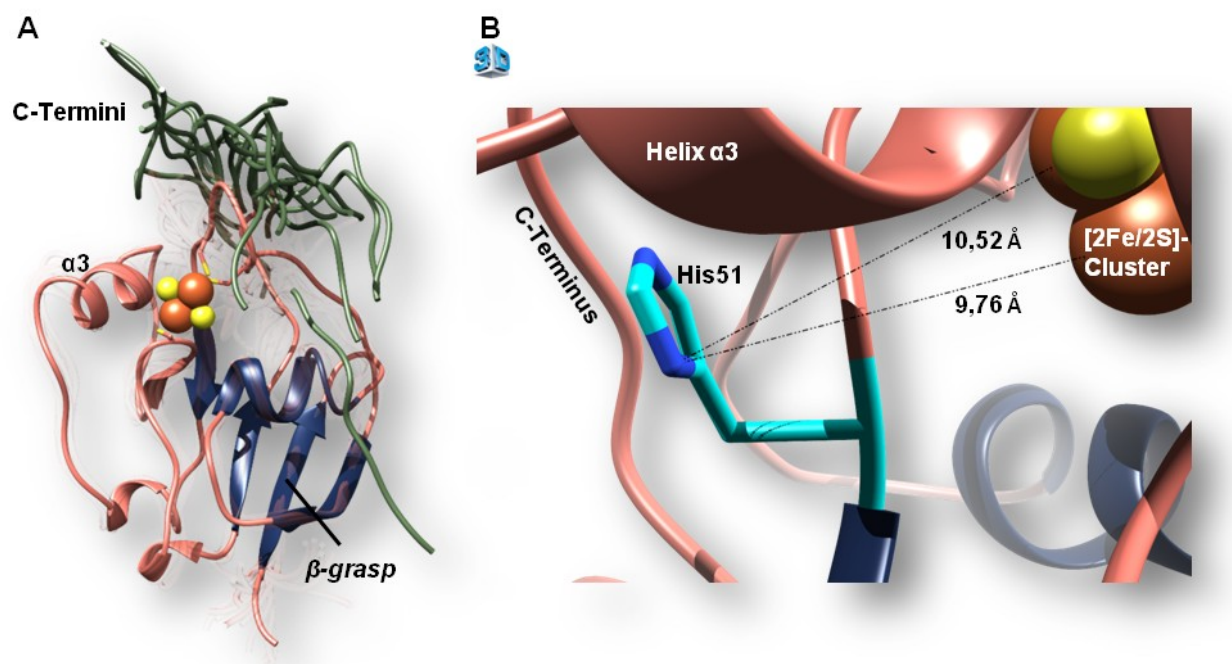 A
C-Termini
α3
β-grasp
B
3D
Helix α3
C-Terminus
His51
10,52 Å
9,76 Å
[2Fe/2S]-
Cluster